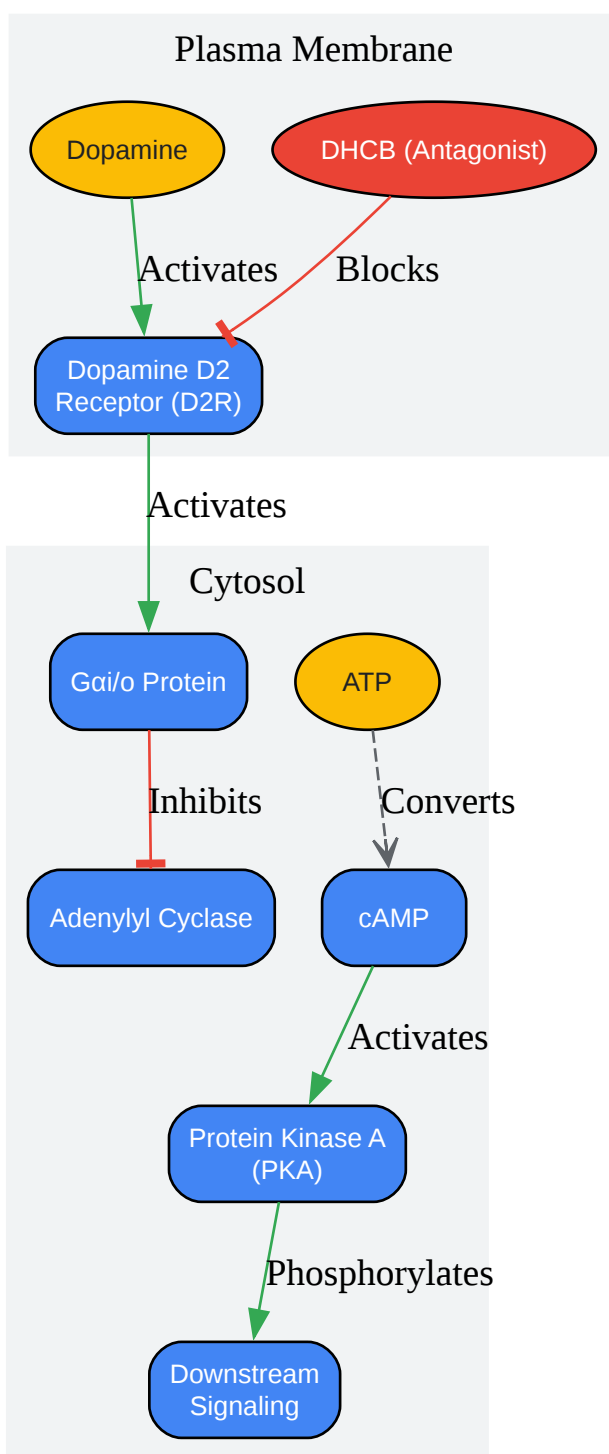 Plasma Membrane
Dopamine
DHCB (Antagonist)
Activates
Blocks
Dopamine D2
Receptor (D2R)
Activates
Cytosol
Gαi/o Protein
ATP
Inhibits
Converts
Adenylyl Cyclase
cAMP
Activates
Protein Kinase A
(PKA)
Phosphorylates
Downstream
Signaling